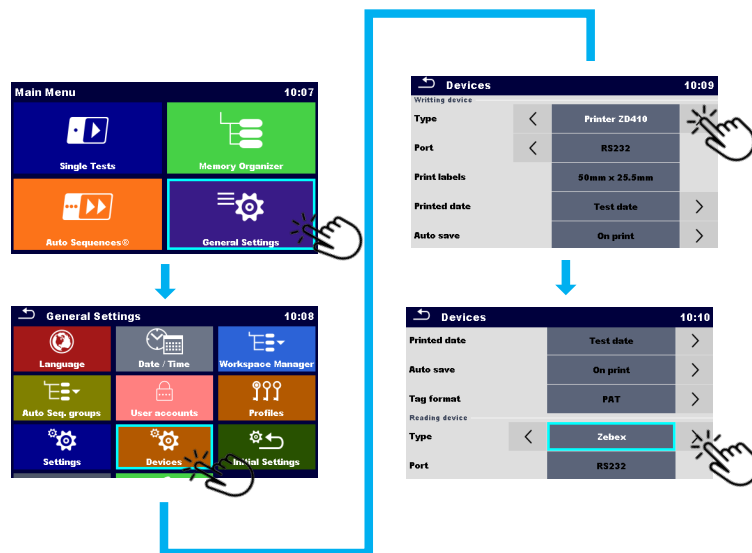 Main Menu 10:07
Single Tests
Memory Organizer
Auto Sequences®
General Settings
General Settings 10:08
Language
Date / Time
Workspace Manager
Auto Seq. groups
User accounts
Profiles
Settings
Devices
Initial Settings
Devices 10:09
Writting device
Type Printer ZD410
Port RS232
Print labels 50mm x 25.5mm
Printed date Test date
Auto save On print
Devices 10:10
Printed date Test date
Auto save On print
Tag format PAT
Reading device
Type Zebex
Port RS232